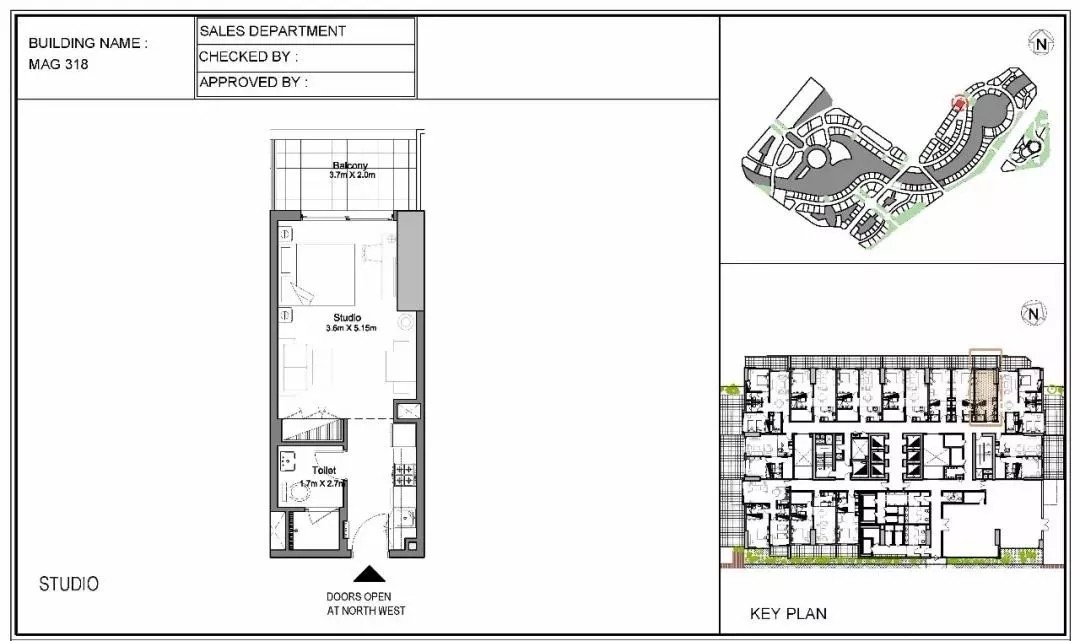 BUILDING NAME :
MAG 318
SALES DEPARTMENT
CHECKED BY :
APPROVED BY :
N
Balcony
3.7m X 2.0m
Studio
3.6m X 5.15m
Toilet
1.7m X 2.7m
STUDIO
DOORS OPEN
AT NORTH WEST
N
KEY PLAN